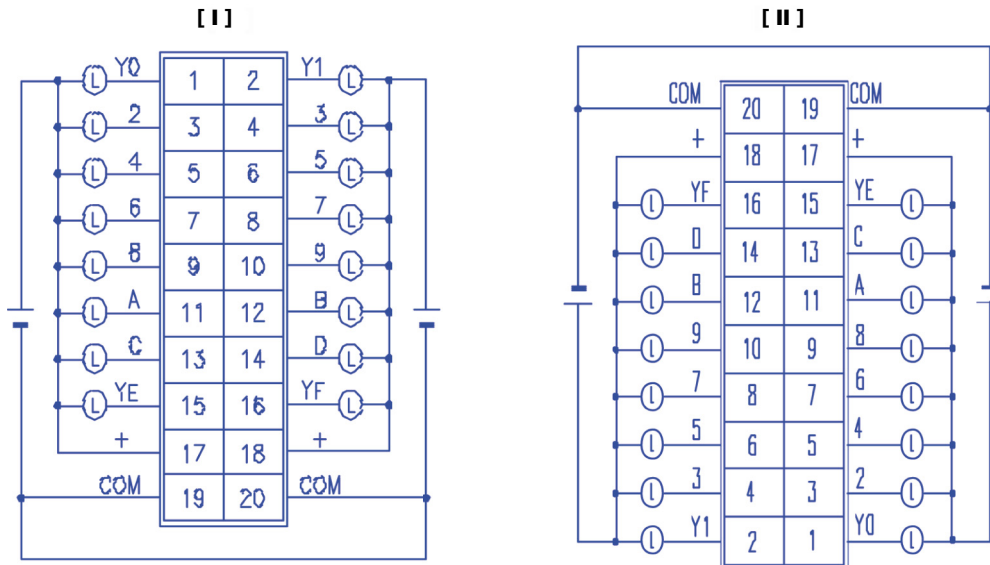 [ I ] [ II ]
L Y0 1 2 Y1 L
L 2 3 4 3 L
L 4 5 6 5 L
L 6 7 8 7 L
L 8 9 10 9 L
L A 11 12 B L
L C 13 14 D L
L YE 15 16 YF L
+ 17 18 +
COM 19 20 COM
COM 20 19 COM
+ 18 17 +
L YF 16 15 YE L
L D 14 13 C L
L B 12 11 A L
L 9 10 9 8 L
L 7 8 7 6 L
L 5 6 5 4 L
L 3 4 3 2 L
L Y1 2 1 Y0 L